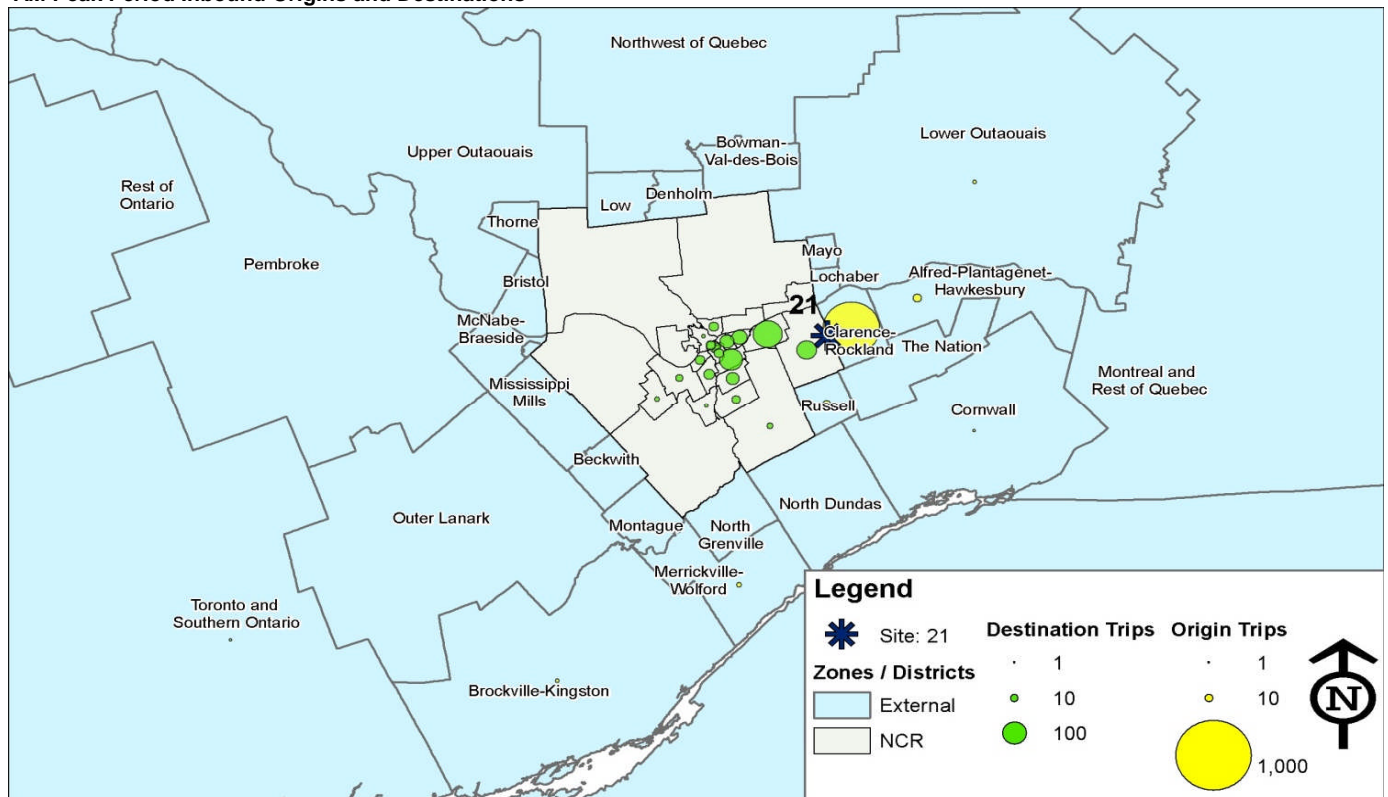 AM Peak Period Inbound Origins and Destinations
Northwest of Quebec
Lower Outaouais
Bowman-
Val-des-Bois
Upper Outaouais
Rest of
Ontario
Denholm
Low
Thorne
Mayo
Pembroke
Lochaber
Alfred-Plantagenet-
Hawkesbury
Bristol
21
McNabe-
Braeside
Clarence-
Rockland
The Nation
Montreal and
Rest of Quebec
Mississippi
Mills
Russell
Cornwall
Beckwith
North Dundas
Outer Lanark
Montague
North
Grenville
Merrickville-
Wolford
Toronto and
Southern Ontario
Brockville-Kingston
Legend
Site: 21
Zones / Districts
External
NCR
Destination Trips
1
10
100
Origin Trips
1
10
1,000
N